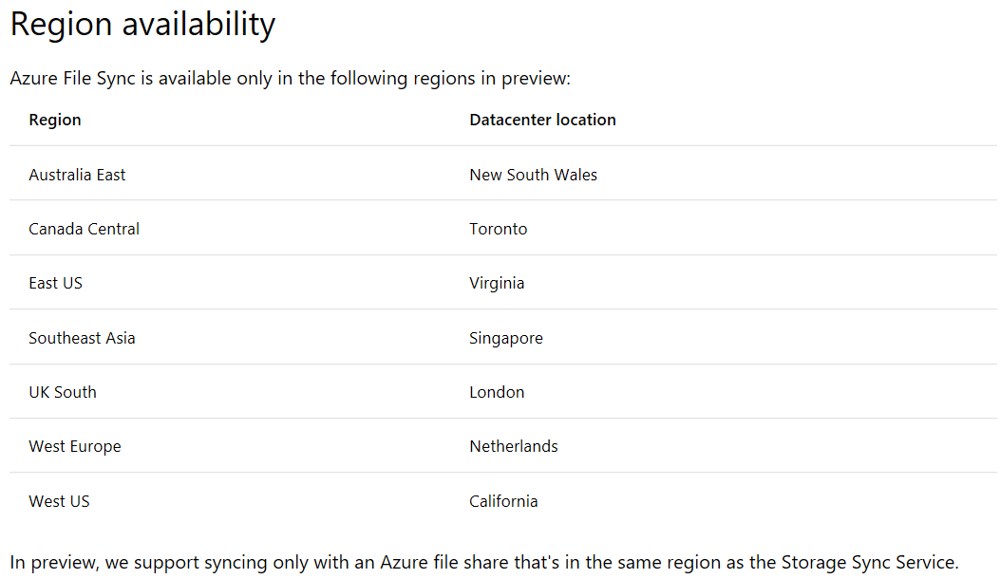 Region availability
Azure File Sync is available only in the following regions in preview:
Region Datacenter location
Australia East New South Wales
Canada Central Toronto
East US Virginia
Southeast Asia Singapore
UK South London
West Europe Netherlands
West US California
In preview, we support syncing only with an Azure file share that's in the same region as the Storage Sync Service.